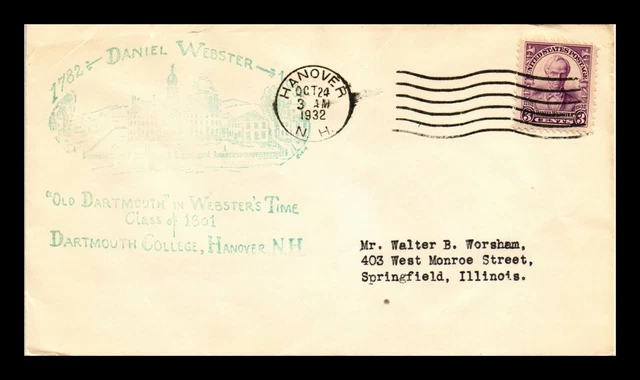 1782 DANIEL WEBSTER
HANOVER
OCT 24
3 AM
1932
N.H.
UNITED STATES POSTAGE
3 CENTS 3
"OLD DARTMOUTH" IN WEBSTER'S TIME
Class of 1801
DARTMOUTH COLLEGE, HANOVER N.H.
Mr. Walter B. Worsham,
403 West Monroe Street,
Springfield, Illinois.